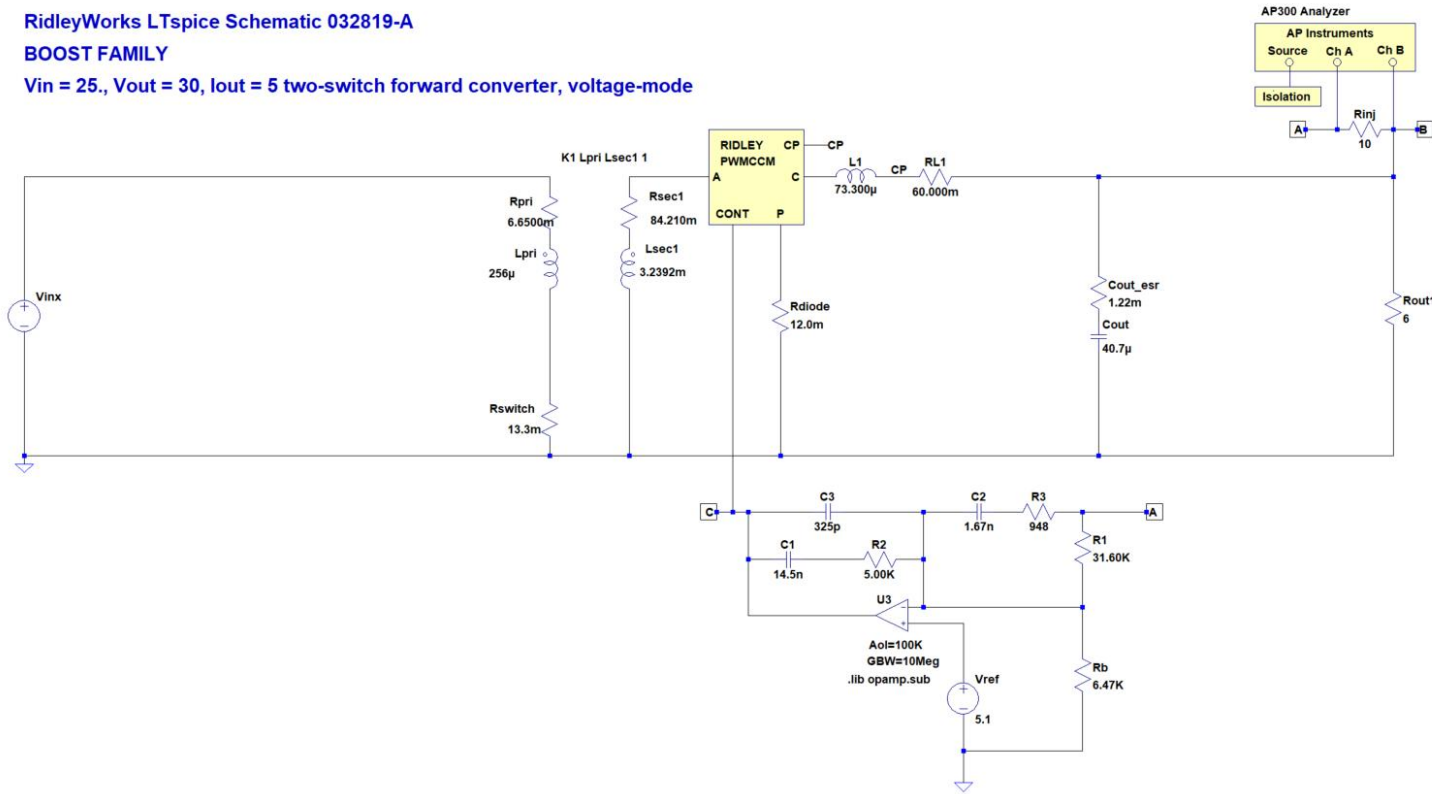 RidleyWorks LTspice Schematic 032819-A
BOOST FAMILY
Vin = 25., Vout = 30, Iout = 5 two-switch forward converter, voltage-mode
AP300 Analyzer
AP Instruments
Source Ch A Ch B
Isolation
A
Rinj
10
B
K1 Lpri Lsec1 1
RIDLEY
PWMCCM
CP
CP
A
C
CONT
P
L1
73.300µ
CP
RL1
60.000m
Rpri
6.6500m
Rsec1
84.210m
Lpri
256µ
Lsec1
3.2392m
Vinx
Rdiode
12.0m
Cout_esr
1.22m
Cout
40.7µ
Rout1
6
Rswitch
13.3m
C
C3
325p
C2
1.67n
R3
948
A
C1
14.5n
R2
5.00K
R1
31.60K
U3
Aol=100K
GBW=10Meg
.lib opamp.sub
Vref
5.1
Rb
6.47K